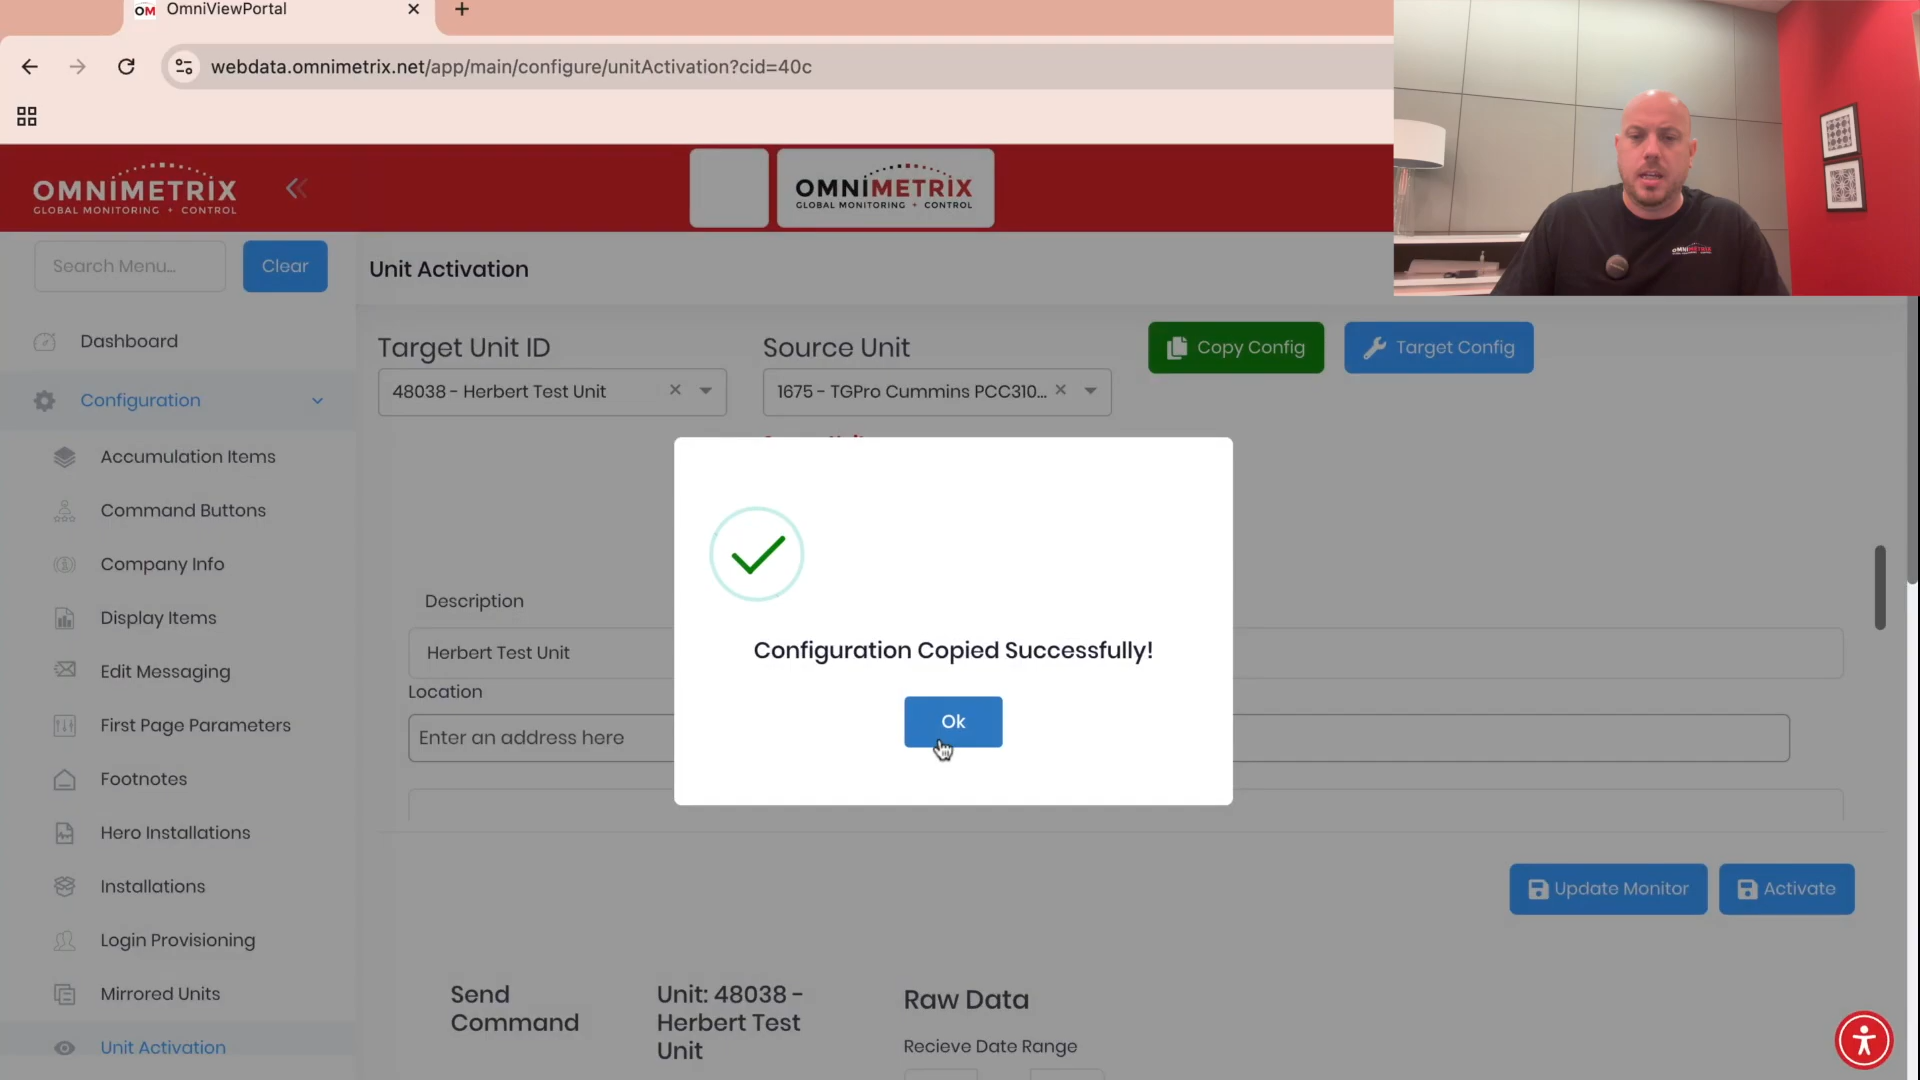 OM OmniViewPortal
webdata.omnimetrix.net/app/main/configure/unitActivation?cid=40c
OMNIMETRIX
GLOBAL MONITORING + CONTROL
OMNIMETRIX
GLOBAL MONITORING + CONTROL
OMNIMETRIX
Search Menu...
Clear
Unit Activation
Dashboard
Configuration
Accumulation Items
Command Buttons
Company Info
Display Items
Edit Messaging
First Page Parameters
Footnotes
Hero Installations
Installations
Login Provisioning
Mirrored Units
Unit Activation
Target Unit ID
48038 - Herbert Test Unit
Source Unit
1675 - TGPro Cummins PCC310...
Copy Config
Target Config
Description
Herbert Test Unit
Location
Enter an address here
Configuration Copied Successfully!
Ok
Update Monitor
Activate
Send
Command
Unit: 48038 -
Herbert Test
Unit
Raw Data
Recieve Date Range